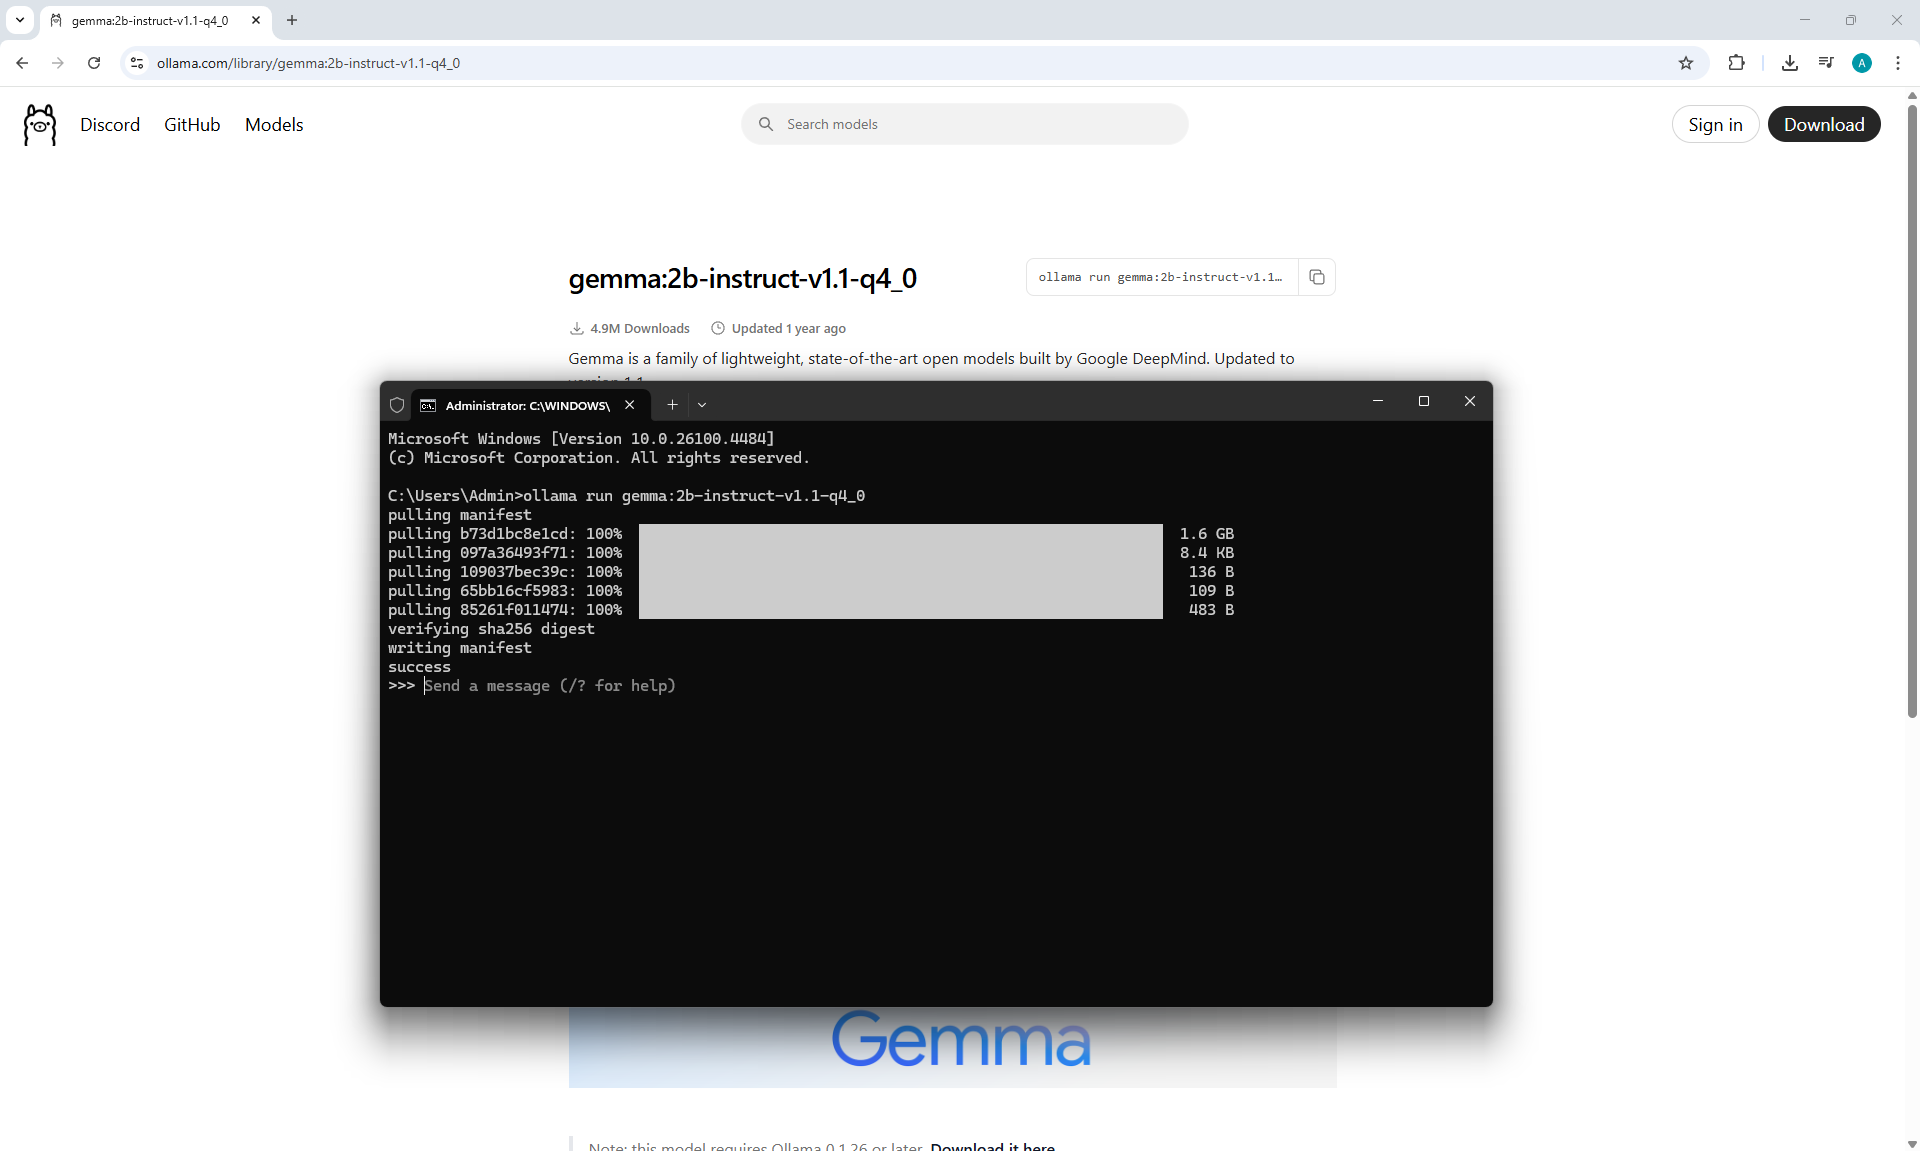 gemma:2b-instruct-v1.1-q4_0
ollama.com/library/gemma:2b-instruct-v1.1-q4_0
A
Discord GitHub Models
Search models
Sign in Download
gemma:2b-instruct-v1.1-q4_0
ollama run gemma:2b-instruct-v1.1…
4.9M Downloads Updated 1 year ago
Gemma is a family of lightweight, state-of-the-art open models built by Google DeepMind. Updated to
version 1.1
Administrator: C:\WINDOWS\
Microsoft Windows [Version 10.0.26100.4484]
(c) Microsoft Corporation. All rights reserved.
C:\Users\Admin>ollama run gemma:2b-instruct-v1.1-q4_0
pulling manifest
pulling b73d1bc8e1cd: 100% 1.6 GB
pulling 097a36493f71: 100% 8.4 KB
pulling 109037bec39c: 100% 136 B
pulling 65bb16cf5983: 100% 109 B
pulling 85261f011474: 100% 483 B
verifying sha256 digest
writing manifest
success
>>> Send a message (/? for help)
Gemma
Note: this model requires Ollama 0.1.26 or later. Download it here